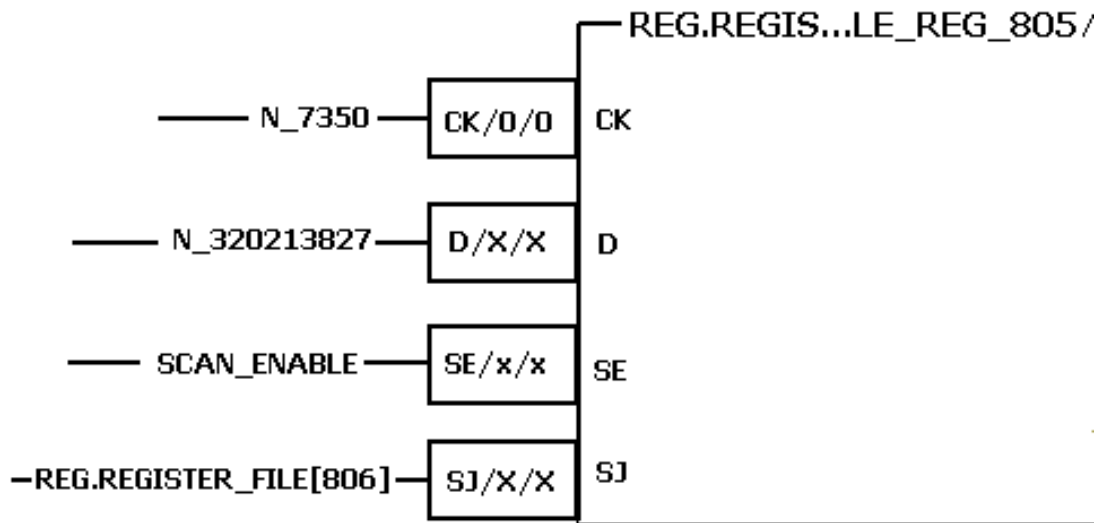 REG.REGIS...LE_REG_805/
N_7350 CK/0/0 CK
N_320213827 D/X/X D
SCAN_ENABLE SE/x/x SE
REG.REGISTER_FILE[806] SJ/X/X SJ